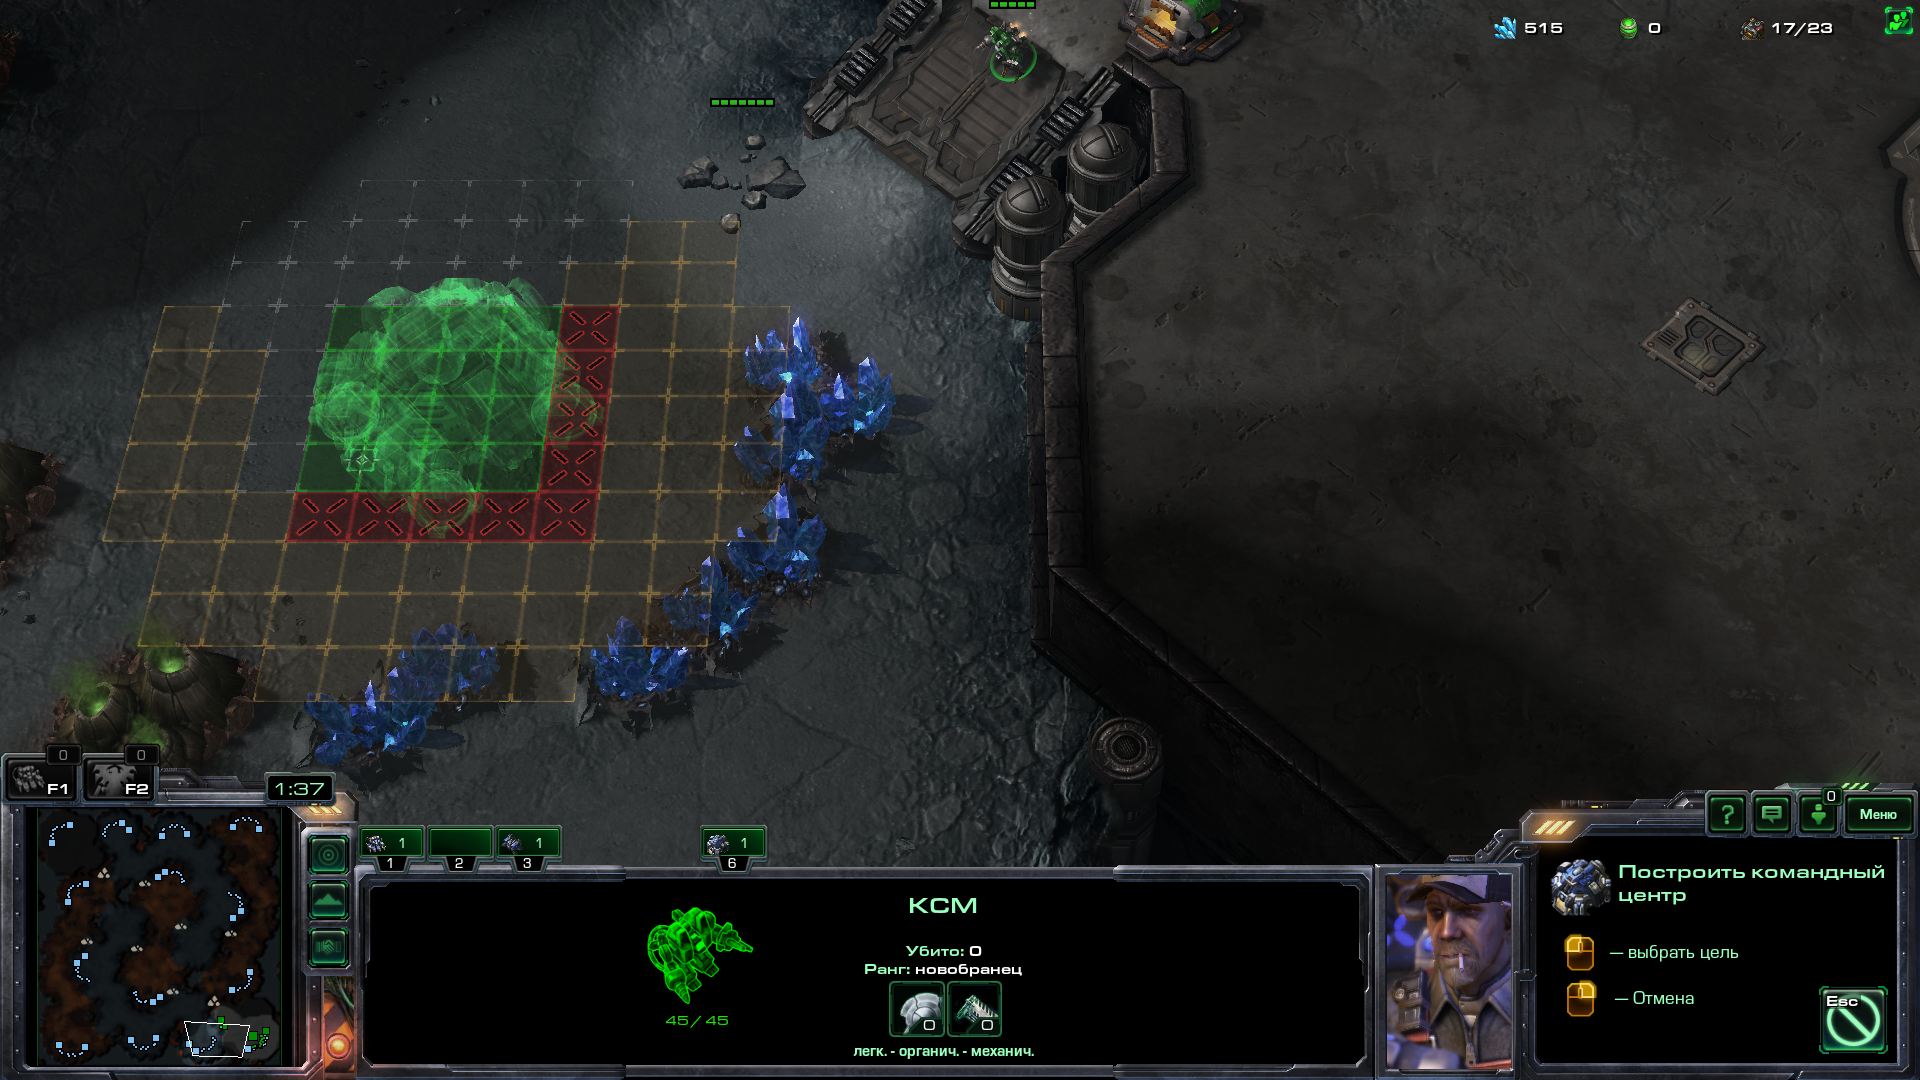 515
0
17/23
0
0
F1
F2
1:37
1
1
2
1
3
1
6
КСМ
Убито: 0
Ранг: новобранец
45 / 45
0
0
легк. - органич. - механич.
?
0
Меню
Построить командный
центр
— выбрать цель
— Отмена
Esc